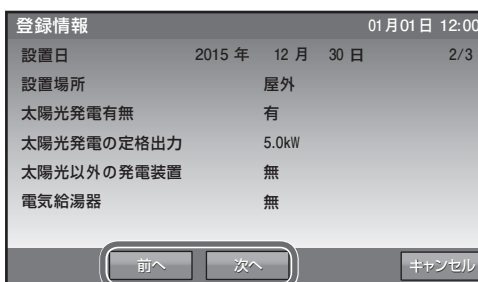 登録情報 01月01日 12:00
設置日 2015 年 12 月 30 日 2/3
設置場所 屋外
太陽光発電有無 有
太陽光発電の定格出力 5.0kW
太陽光以外の発電装置 無
電気給湯器 無
前へ 次へ キャンセル